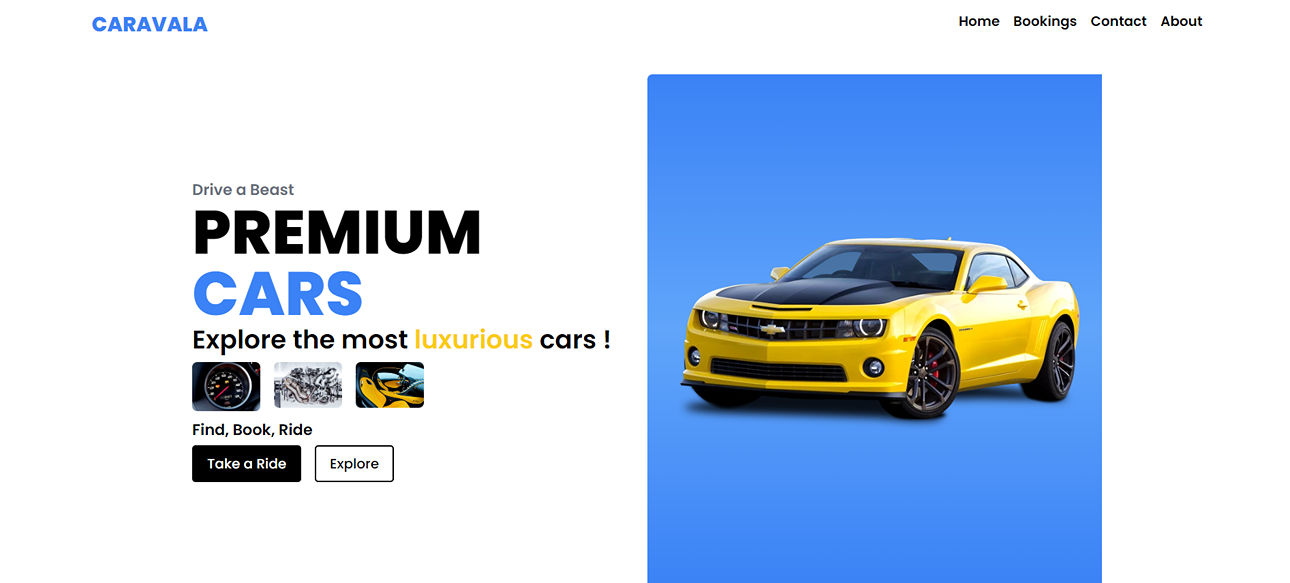 CARAVALA
Home Bookings Contact About
Drive a Beast
PREMIUM
CARS
Explore the most luxurious cars !
Find, Book, Ride
Take a Ride Explore